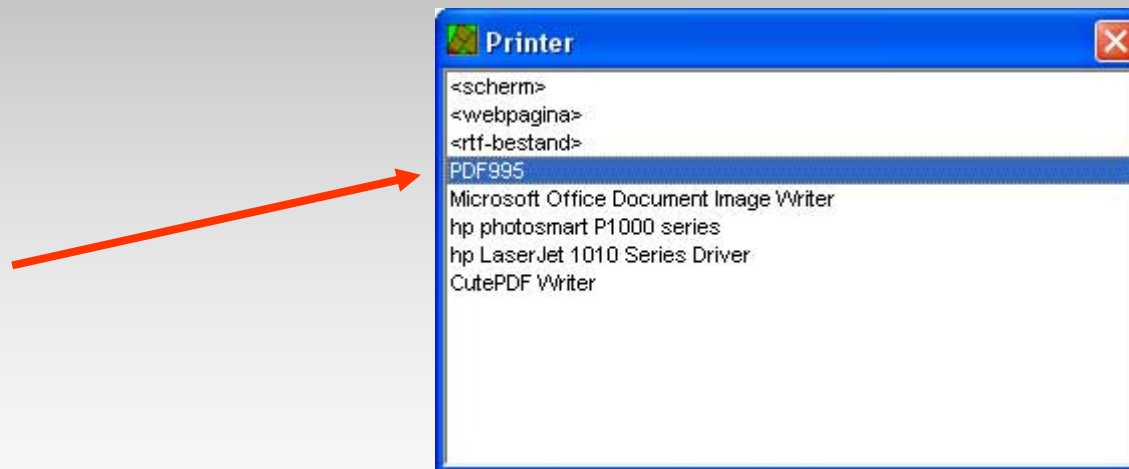 Printer
<scherm>
<webpagina>
<rtf-bestand>
PDF995
Microsoft Office Document Image Writer
hp photosmart P1000 series
hp LaserJet 1010 Series Driver
CutePDF Writer